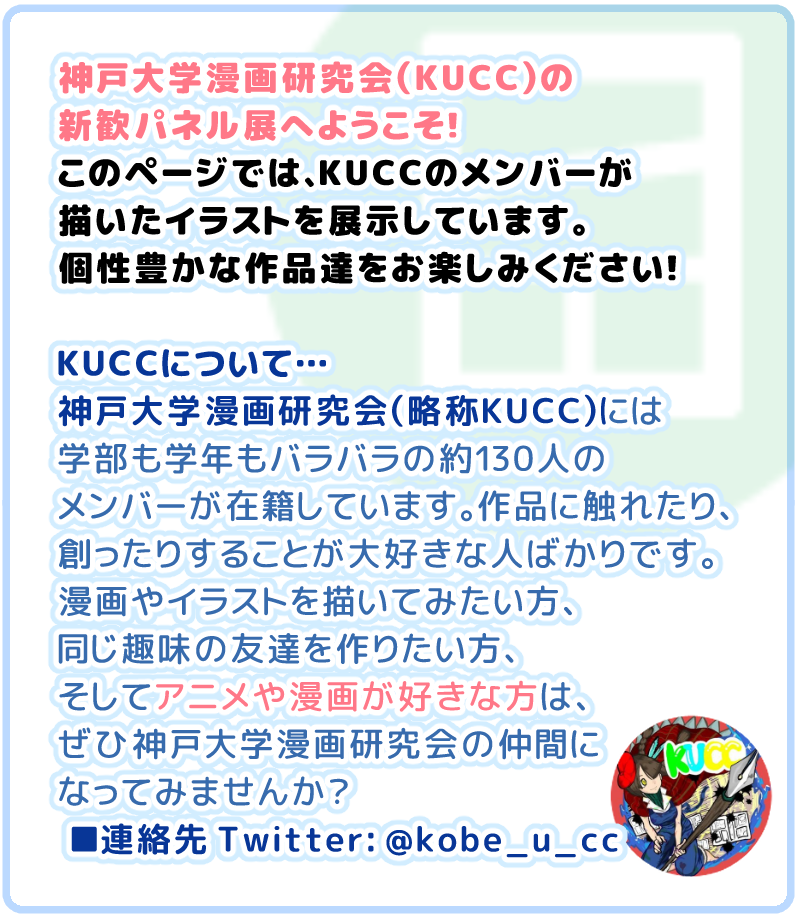 神戸大学漫画研究会(KUCC)の
新歓パネル展へようこそ!
このページでは、KUCCのメンバーが
描いたイラストを展示しています。
個性豊かな作品達をお楽しみください!
KUCCについて…
神戸大学漫画研究会(略称KUCC)には
学部も学年もバラバラの約130人の
メンバーが在籍しています。作品に触れたり、
創ったりすることが大好きな人ばかりです。
漫画やイラストを描いてみたい方、
同じ趣味の友達を作りたい方、
そしてアニメや漫画が好きな方は、
ぜひ神戸大学漫画研究会の仲間に
なってみませんか?
KUCC
■連絡先 Twitter: @kobe_u_cc